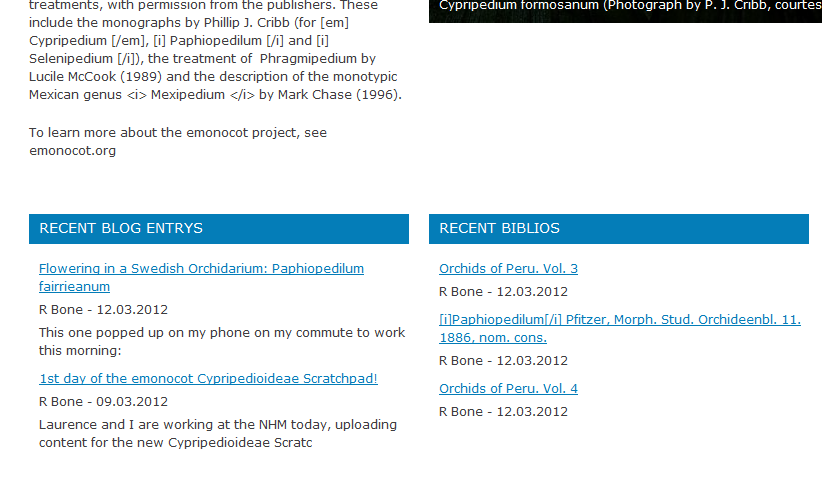 treatments, with permission from the publishers. These
include the monographs by Phillip J. Cribb (for [em]
Cypripedium [/em], [i] Paphiopedilum [/i] and [i]
Selenipedium [/i]), the treatment of  Phragmipedium by
Lucile McCook (1989) and the description of the monotypic
Mexican genus <i> Mexipedium </i> by Mark Chase (1996).
To learn more about the emonocot project, see
emonocot.org
Cypripedium formosanum (Photograph by P. J. Cribb, courtes
RECENT BLOG ENTRYS
Flowering in a Swedish Orchidarium: Paphiopedilum
fairrieanum
R Bone - 12.03.2012
This one popped up on my phone on my commute to work
this morning:
1st day of the emonocot Cypripedioideae Scratchpad!
R Bone - 09.03.2012
Laurence and I are working at the NHM today, uploading
content for the new Cypripedioideae Scratc
RECENT BIBLIOS
Orchids of Peru. Vol. 3
R Bone - 12.03.2012
[i]Paphiopedilum[/i] Pfitzer, Morph. Stud. Orchideenbl. 11.
1886, nom. cons.
R Bone - 12.03.2012
Orchids of Peru. Vol. 4
R Bone - 12.03.2012